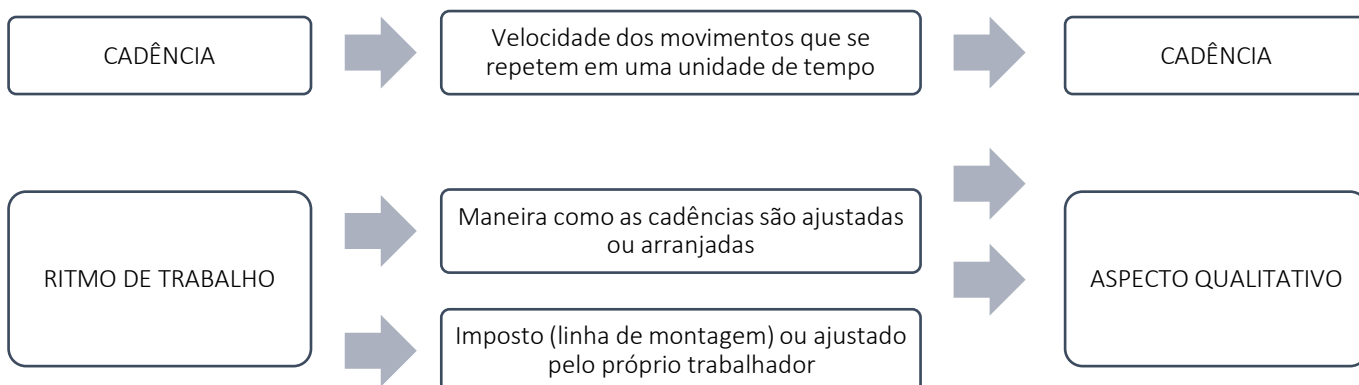 CADÊNCIA
Velocidade dos movimentos que se
repetem em uma unidade de tempo
CADÊNCIA
RITMO DE TRABALHO
Maneira como as cadências são ajustadas
ou arranjadas
Imposto (linha de montagem) ou ajustado
pelo próprio trabalhador
ASPECTO QUALITATIVO